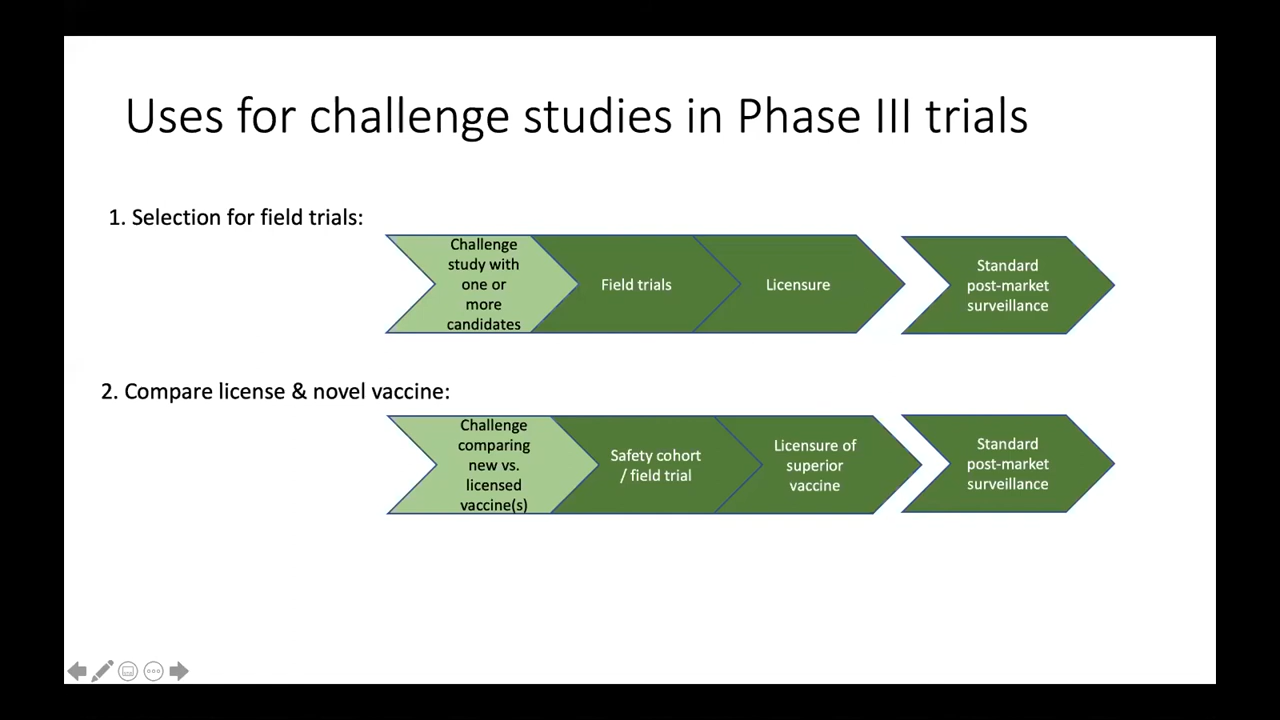 Uses for challenge studies in Phase III trials
1. Selection for field trials:
Challenge
study with
one or
more
candidates
Field trials
Licensure
Standard
post-market
surveillance
2. Compare license & novel vaccine:
Challenge
comparing
new vs.
licensed
vaccine(s)
Safety cohort
/ field trial
Licensure of
superior
vaccine
Standard
post-market
surveillance